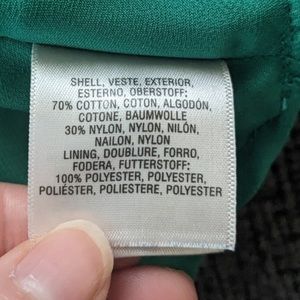 SHELL, VESTE, EXTERIOR,
ESTERNO, OBERSTOFF:
70% COTTON, COTON, ALGODÓN,
COTONE, BAUMWOLLE
30% NYLON, NYLON, NILÓN,
NAILON, NYLON
LINING, DOUBLURE, FORRO,
FODERA, FUTTERSTOFF:
100% POLYESTER, POLYESTER,
POLIÉSTER, POLIESTERE, POLYESTER